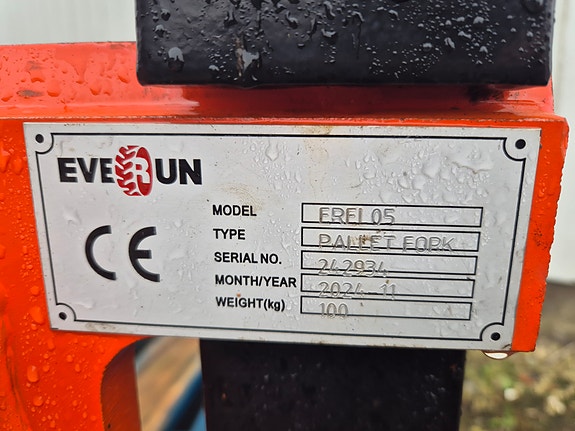 EVERUN
CE
MODEL EREL05
TYPE PALLET FORK
SERIAL NO. 242934
MONTH/YEAR 2024-11
WEIGHT(kg) 100